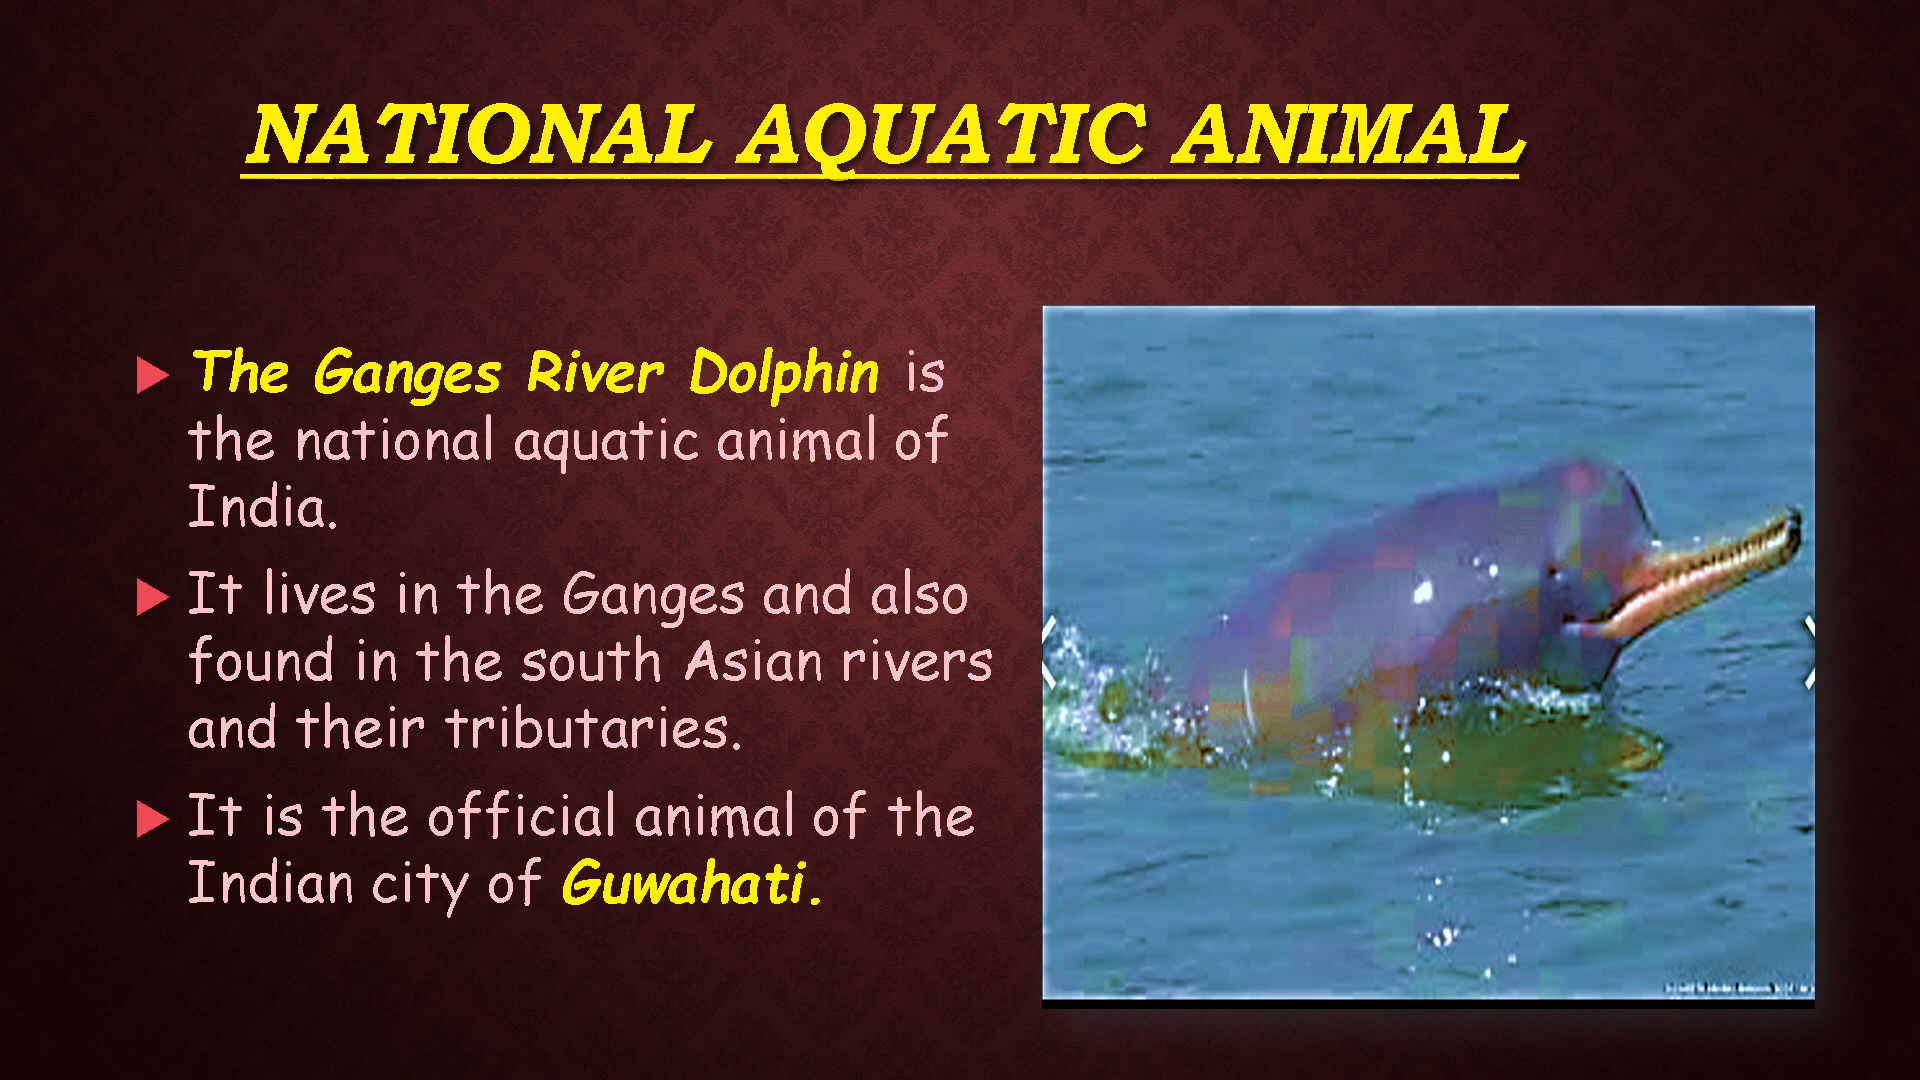 NATIONAL AQUATIC ANIMAL
The Ganges River Dolphin is
the national aquatic animal of
India.
It lives in the Ganges and also
found in the south Asian rivers
and their tributaries.
It is the official animal of the
Indian city of Guwahati.